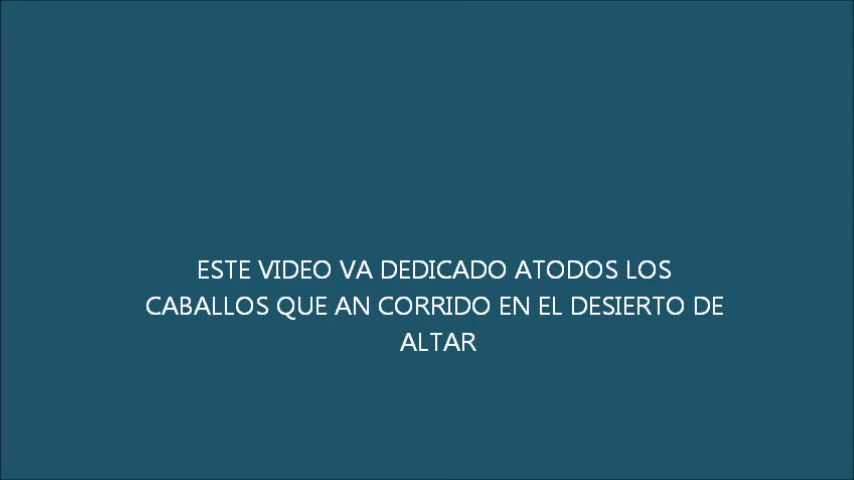 ESTE VIDEO VA DEDICADO ATODOS LOS
CABALLOS QUE AN CORRIDO EN EL DESIERTO DE
ALTAR